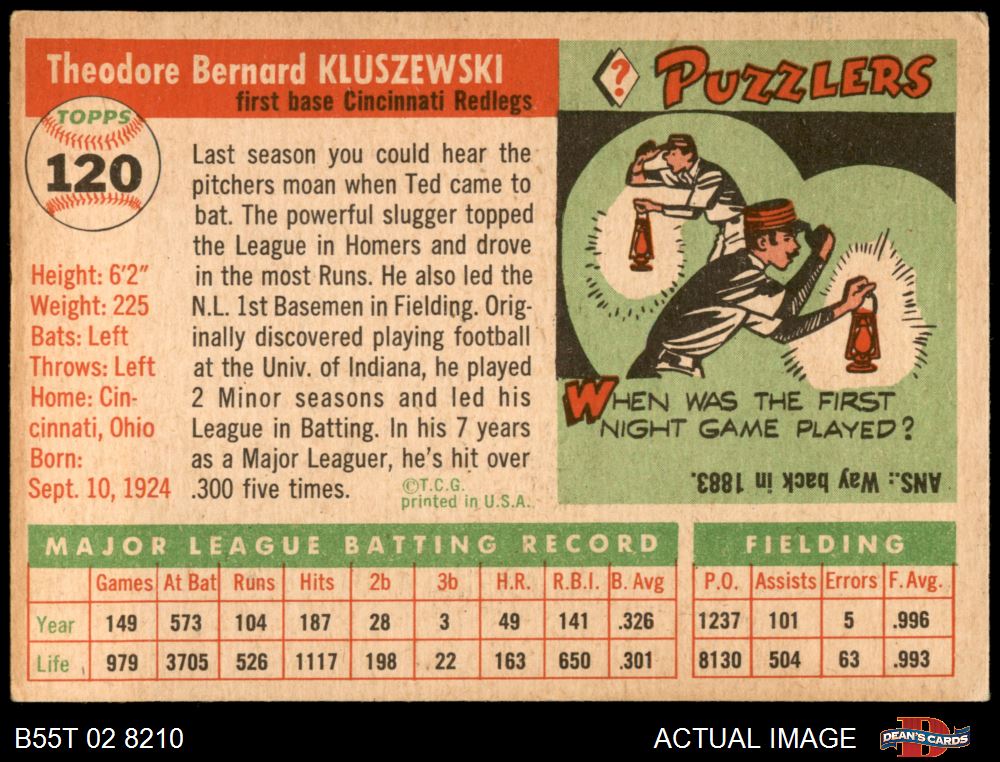 Theodore Bernard KLUSZEWSKI
first base Cincinnati Redlegs
TOPPS
120
Height: 6'2"
Weight: 225
Bats: Left
Throws: Left
Home: Cin-
cinnati, Ohio
Born:
Sept. 10, 1924
Last season you could hear the
pitchers moan when Ted came to
bat. The powerful slugger topped
the League in Homers and drove
in the most Runs. He also led the
N.L. 1st Basemen in Fielding. Orig-
inally discovered playing football
at the Univ. of Indiana, he played
2 Minor seasons and led his
League in Batting. In his 7 years
as a Major Leaguer, he's hit over
.300 five times.
©T.C.G.
printed in U.S.A.
? PUZZLERS
WHEN WAS THE FIRST
NIGHT GAME PLAYED?
ANS.: Way back in 1883.
MAJOR LEAGUE BATTING RECORD
Games At Bat Runs Hits 2b 3b H.R. R.B.I. B. Avg
Year 149 573 104 187 28 3 49 141 .326
Life 979 3705 526 1117 198 22 163 650 .301
FIELDING
P.O. Assists Errors F. Avg.
1237 101 5 .996
8130 504 63 .993
B55T 02 8210
ACTUAL IMAGE
D
DEAN'S CARDS